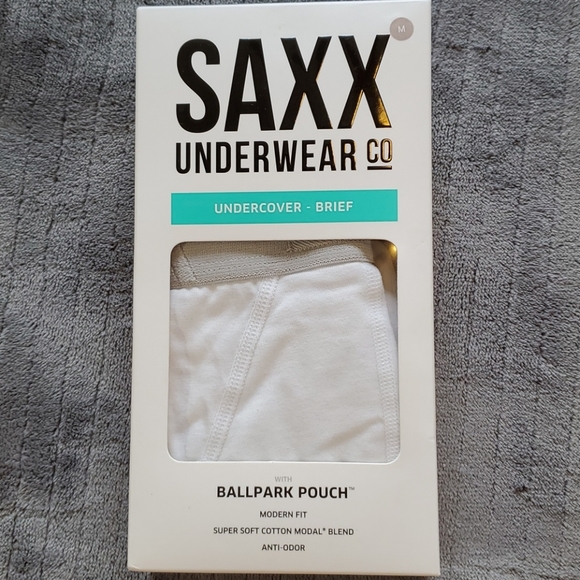 M
SAXX
UNDERWEAR CO
UNDERCOVER - BRIEF
WITH
BALLPARK POUCH™
MODERN FIT
SUPER SOFT COTTON MODAL® BLEND
ANTI-ODOR